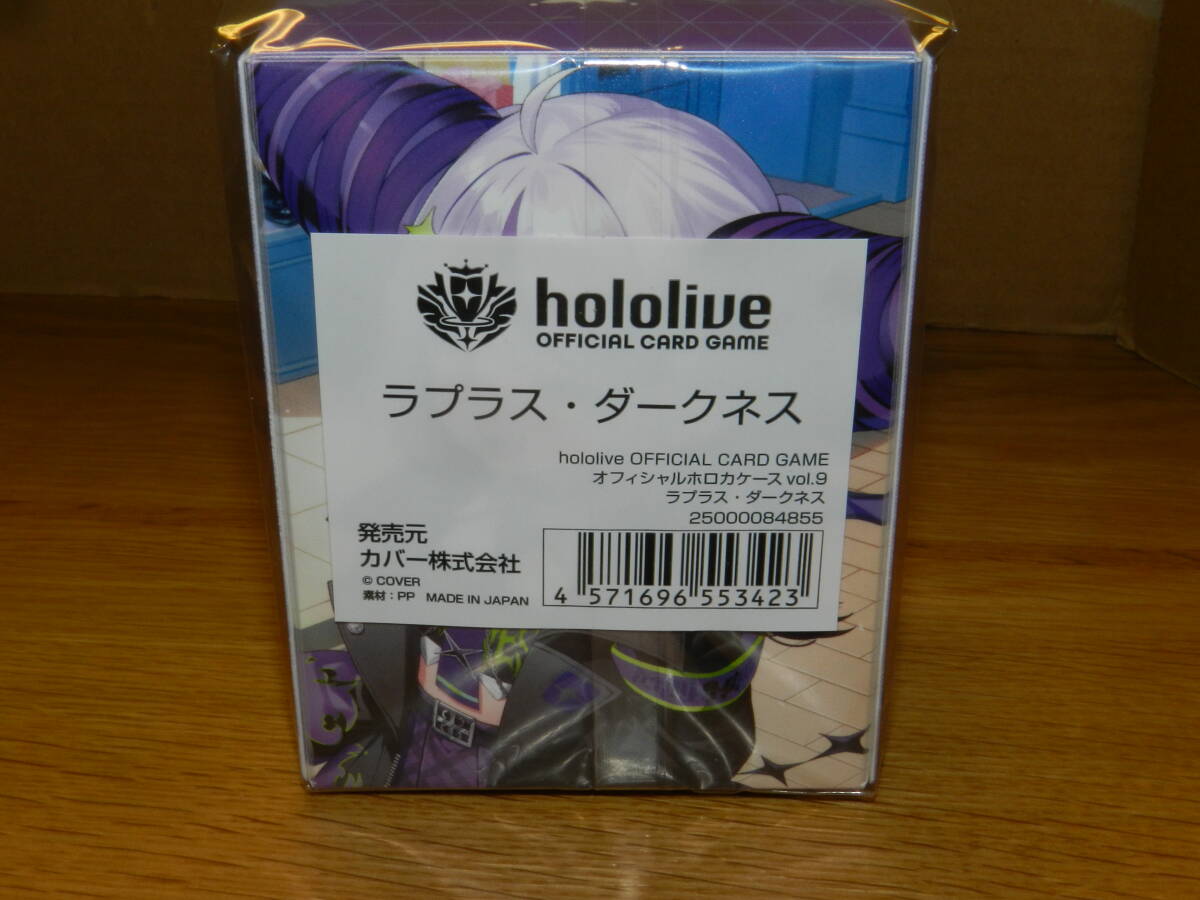 hololive
OFFICIAL CARD GAME
ラプラス・ダークネス
hololive OFFICIAL CARD GAME
オフィシャルホロカケース vol.9
ラプラス・ダークネス
25000084855
発売元
カバー株式会社
© COVER
素材：PP MADE IN JAPAN
4 571696 553423